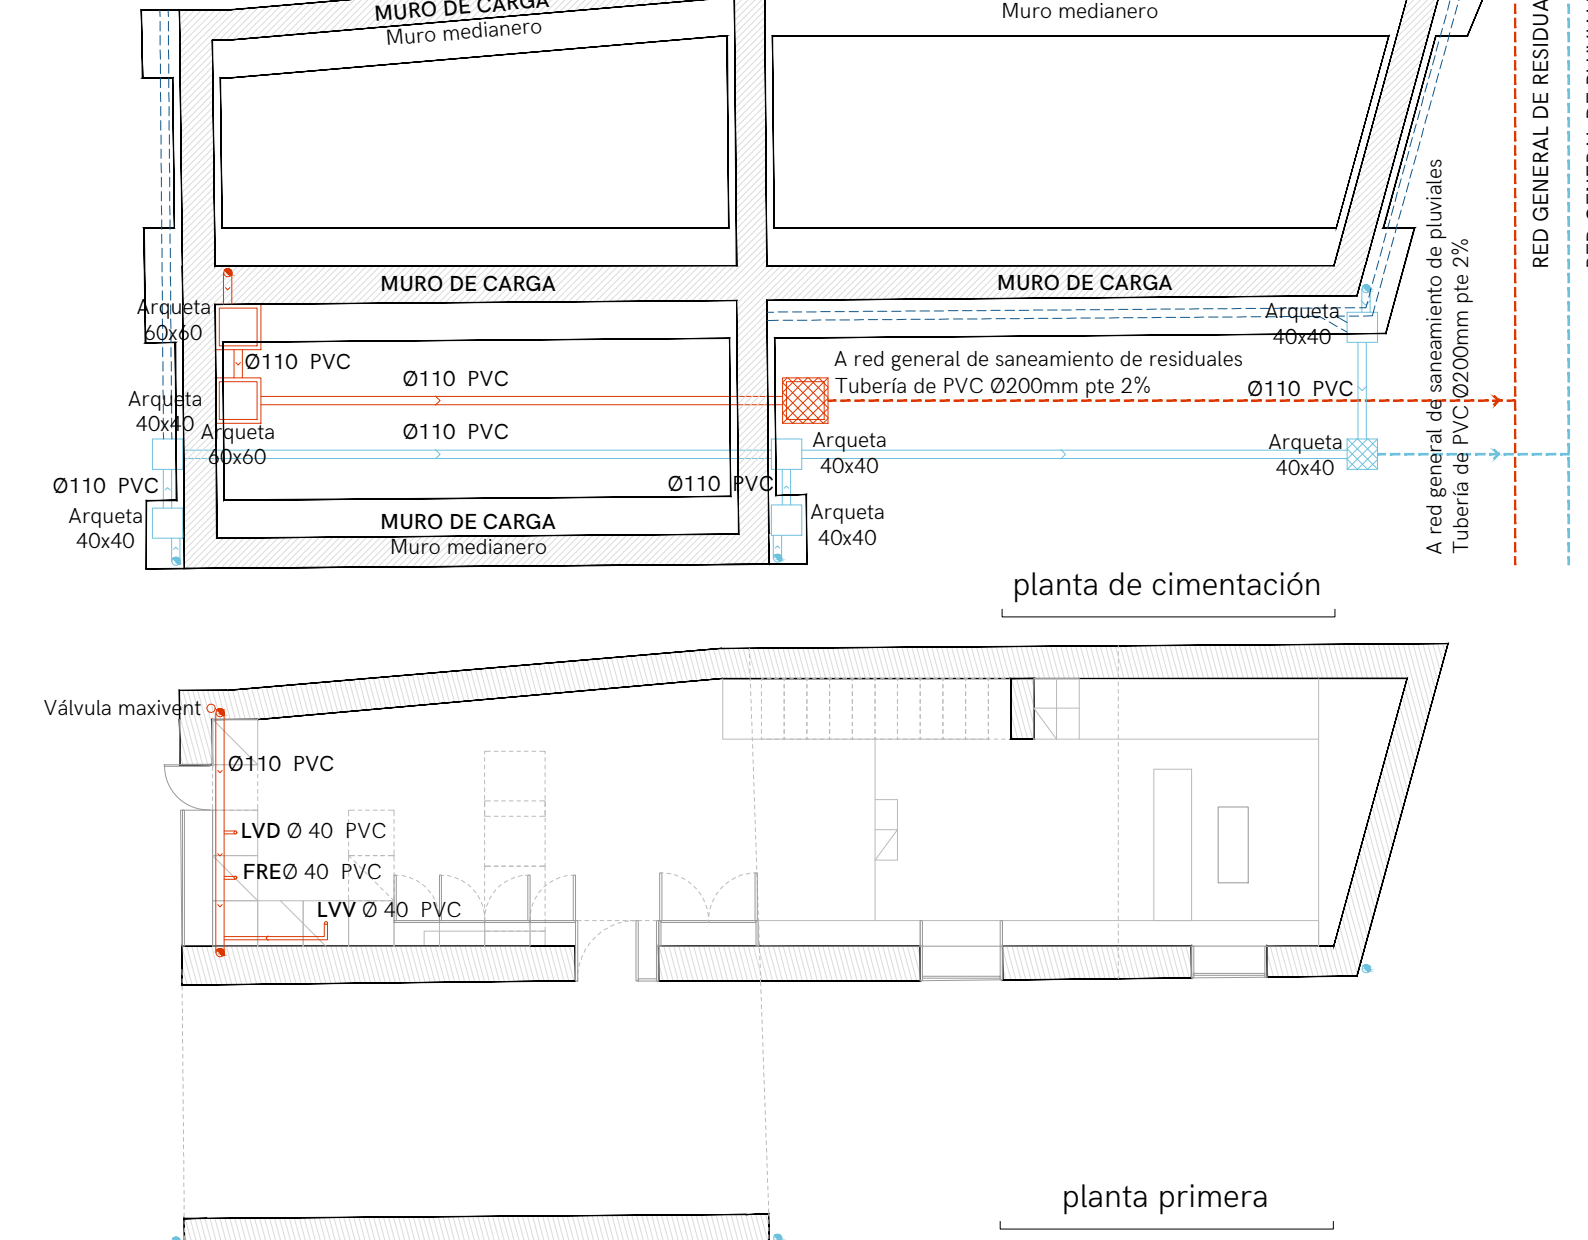 MURO DE CARGA
Muro medianero
Muro medianero
RED GENERAL DE RESIDUA
MURO DE CARGA
MURO DE CARGA
Arqueta
60x60
Arqueta
40x40
Ø110 PVC
Ø110 PVC
A red general de saneamiento de residuales
Tubería de PVC Ø200mm pte 2%
Ø110 PVC
A red general de saneamiento de pluviales
Tubería de PVC Ø200mm pte 2%
Arqueta
40x40
Arqueta
60x60
Ø110 PVC
Arqueta
40x40
Arqueta
40x40
Ø110 PVC
Ø110 PVC
Arqueta
40x40
MURO DE CARGA
Muro medianero
Arqueta
40x40
planta de cimentación
Válvula maxivent
Ø110 PVC
LVD Ø 40 PVC
FREØ 40 PVC
LVV Ø 40 PVC
planta primera